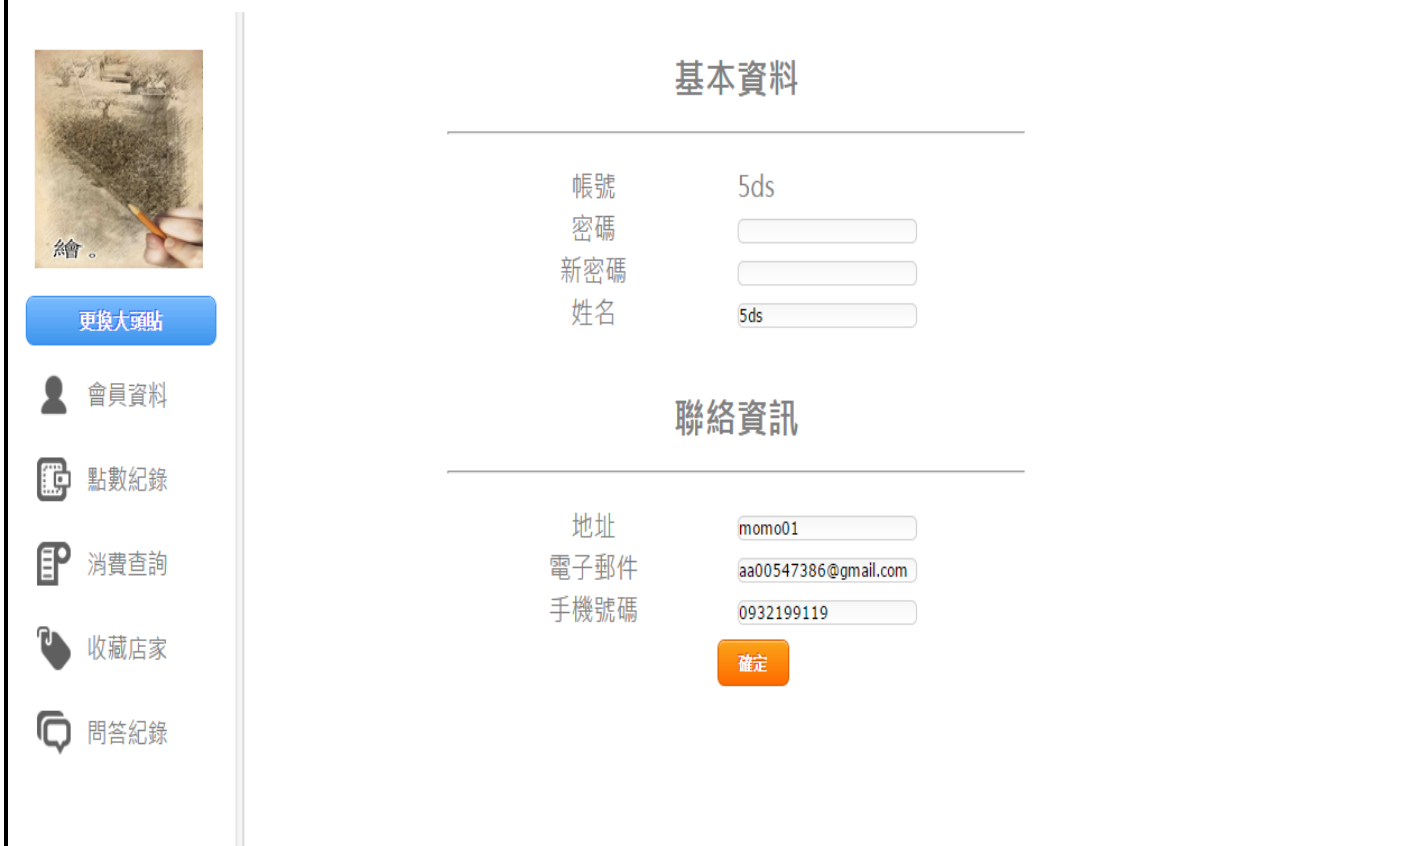 繪。
更換大頭貼
會員資料
點數紀錄
消費查詢
收藏店家
問答紀錄
基本資料
帳號 5ds
密碼
新密碼
姓名 5ds
聯絡資訊
地址 momo01
電子郵件 aa00547386@gmail.com
手機號碼 0932199119
確定